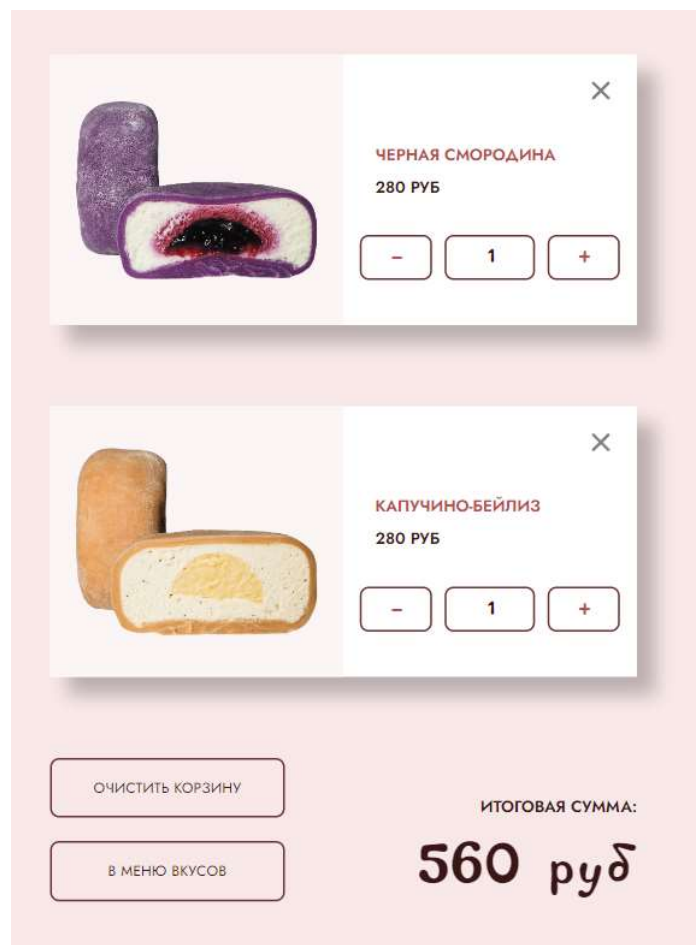 ЧЕРНАЯ СМОРОДИНА
280 РУБ
– 1 +
КАПУЧИНО-БЕЙЛИЗ
280 РУБ
– 1 +
ОЧИСТИТЬ КОРЗИНУ
В МЕНЮ ВКУСОВ
ИТОГОВАЯ СУММА:
560 руб